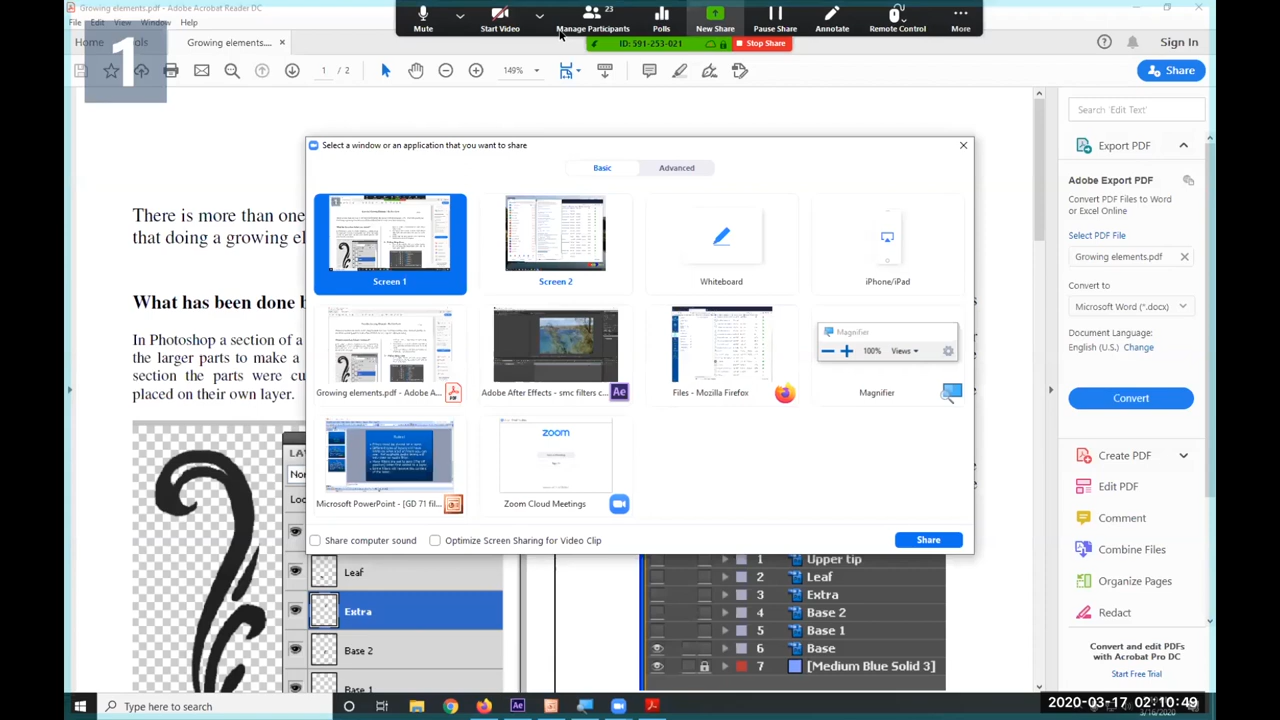 Growing elements.pdf - Adobe Acrobat Reader DC
File Edit View Window Help
Mute
Start Video
23
Manage Participants
Polls
New Share
Pause Share
Annotate
Remote Control
More
ID: 591-253-021
Stop Share
Home
Growing elements....
Sign In
1
1 / 2
149%
Share
There is more than one
that doing a growing el
What has been done b
In Photoshop a section of a
the larger parts to make a
section the parts were cu
placed on their own layer.
Select a window or an application that you want to share
Basic
Advanced
Screen 1
Screen 2
Whiteboard
iPhone/iPad
Growing elements.pdf - Adobe A...
Adobe After Effects - smc filters c...
Ae
Files - Mozilla Firefox
Magnifier
100%
Views
Magnifier
Microsoft PowerPoint - [GD 71 fil...
zoom
Zoom Cloud Meetings
Share computer sound
Optimize Screen Sharing for Video Clip
Share
Search 'Edit Text'
Export PDF
Adobe Export PDF
Convert PDF Files to Word
or Excel Online
Select PDF File
Growing elements.pdf
Convert to
Microsoft Word (*.docx)
Document Language:
English (U.S.) Change
Convert
Create PDF
Edit PDF
Comment
Combine Files
Organize Pages
Redact
Convert and edit PDFs
with Acrobat Pro DC
Start Free Trial
Leaf
Extra
Base 2
Base 1
1 Upper tip
2 Leaf
3 Extra
4 Base 2
5 Base 1
6 Base
7 [Medium Blue Solid 3]
Type here to search
Ae
2020-03-17 02:10:49